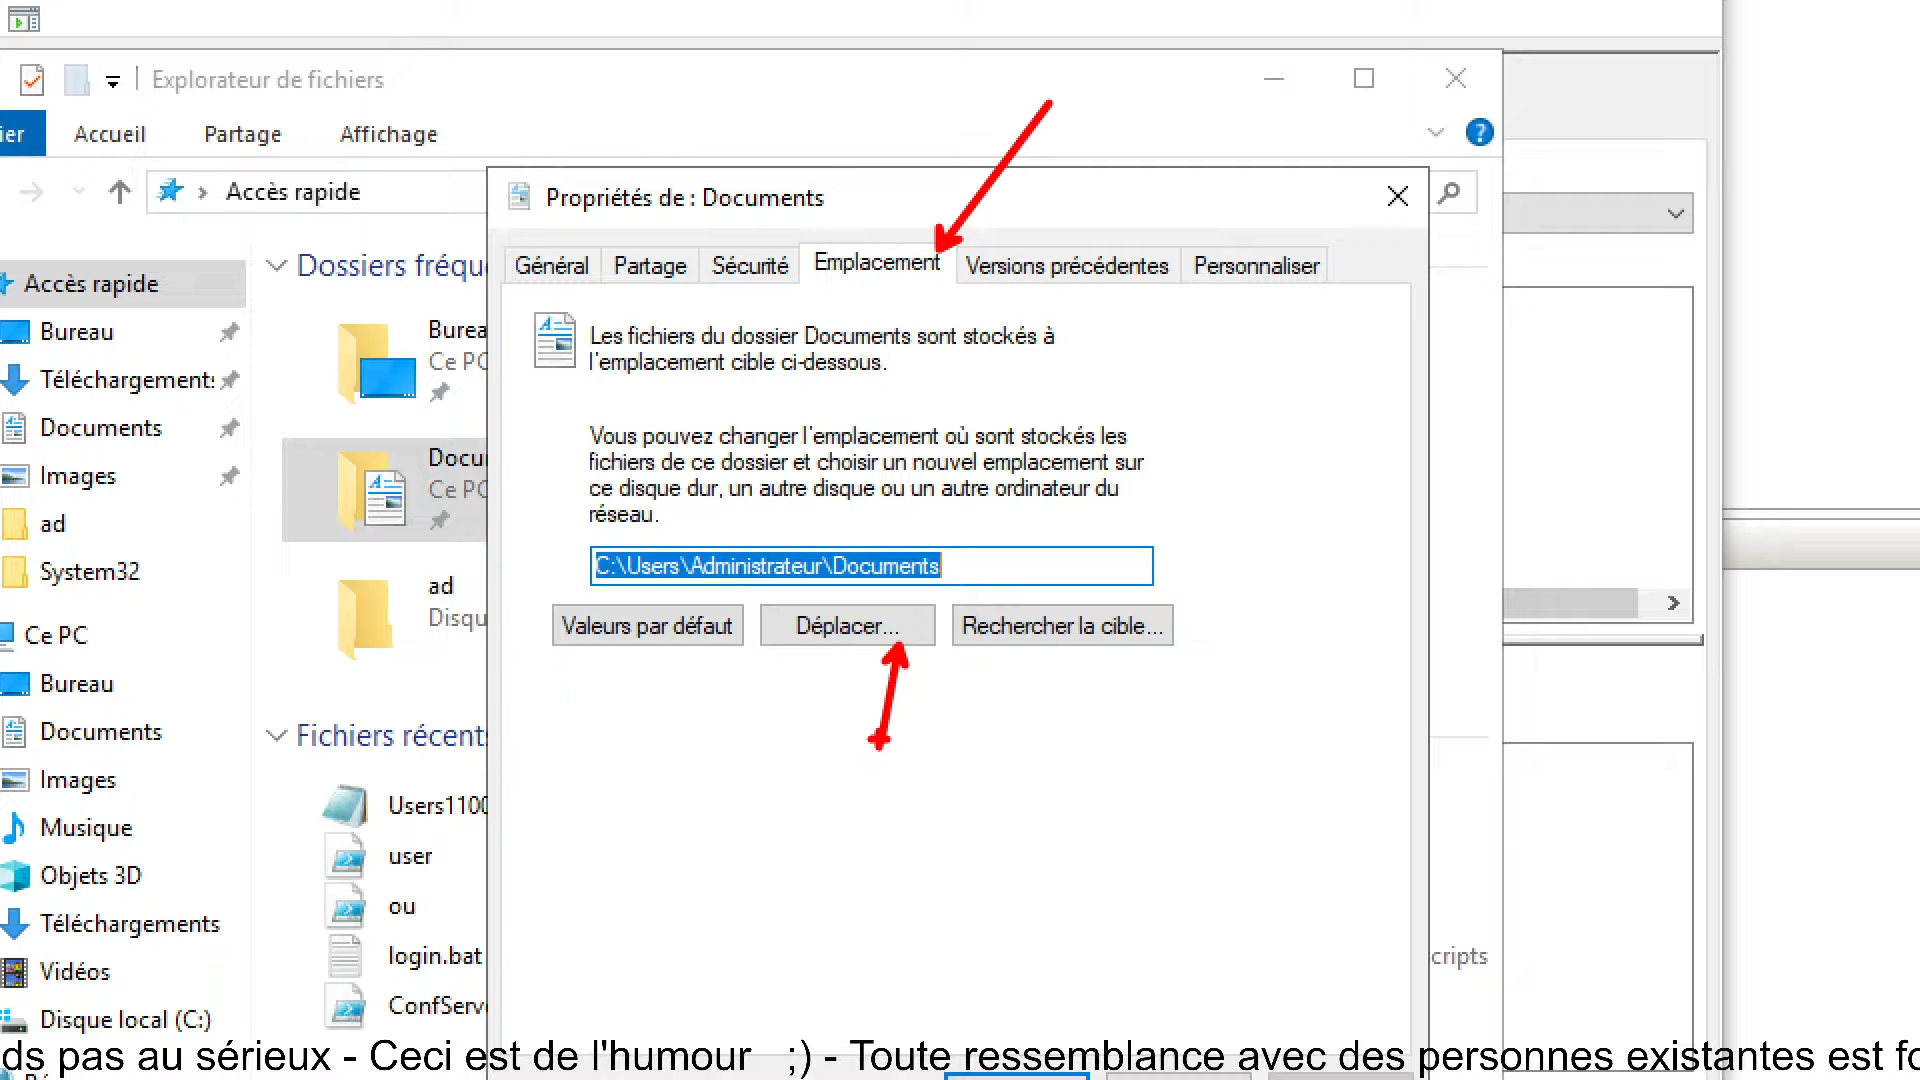 Explorateur de fichiers
ier
Accueil
Partage
Affichage
?
Accès rapide
Propriétés de : Documents
Général
Partage
Sécurité
Emplacement
Versions précédentes
Personnaliser
Accès rapide
Bureau
Téléchargements
Documents
Images
ad
System32
Ce PC
Bureau
Documents
Images
Musique
Objets 3D
Téléchargements
Vidéos
Disque local (C:)
Dossiers fréqu
Burea
Ce PC
Docu
Ce PC
ad
Disqu
Fichiers récents
Users1100
user
ou
login.bat
ConfServ
Les fichiers du dossier Documents sont stockés à
l'emplacement cible ci-dessous.
Vous pouvez changer l'emplacement où sont stockés les
fichiers de ce dossier et choisir un nouvel emplacement sur
ce disque dur, un autre disque ou un autre ordinateur du
réseau.
C:\Users\Administrateur\Documents
Valeurs par défaut
Déplacer...
Rechercher la cible...
cripts
ds pas au sérieux - Ceci est de l'humour ;) - Toute ressemblance avec des personnes existantes est fo